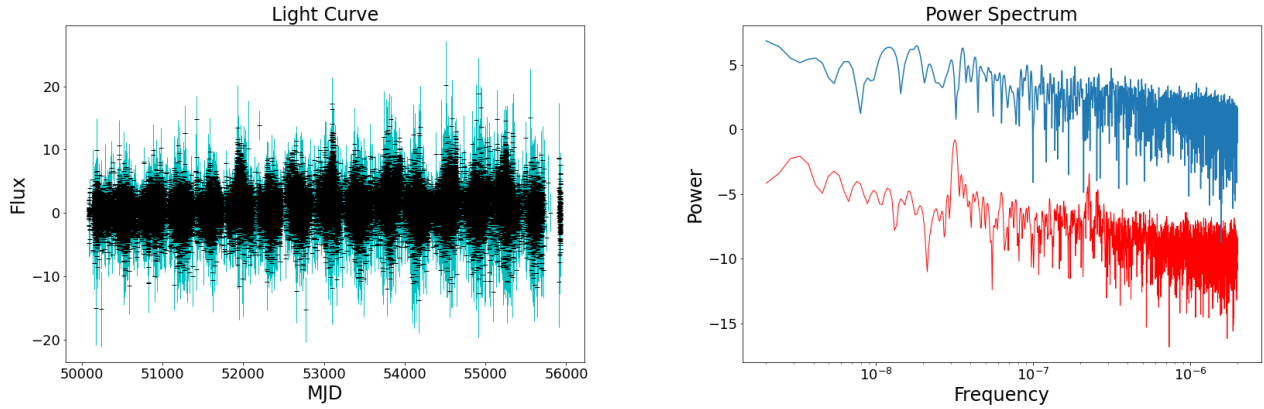 Light Curve
Flux
20
10
0
−10
−20
50000 51000 52000 53000 54000 55000 56000
MJD
Power Spectrum
Power
5
0
−5
−10
−15
10⁻⁸ 10⁻⁷ 10⁻⁶
Frequency